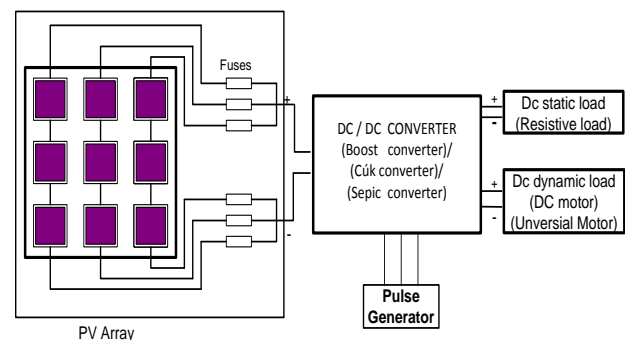 Fuses
+
-
PV Array
DC / DC CONVERTER
(Boost converter)/
(Cúk converter)/
(Sepic converter)
Pulse
Generator
+
-
Dc static load
(Resistive load)
+
-
Dc dynamic load
(DC motor)
(Unversial Motor)